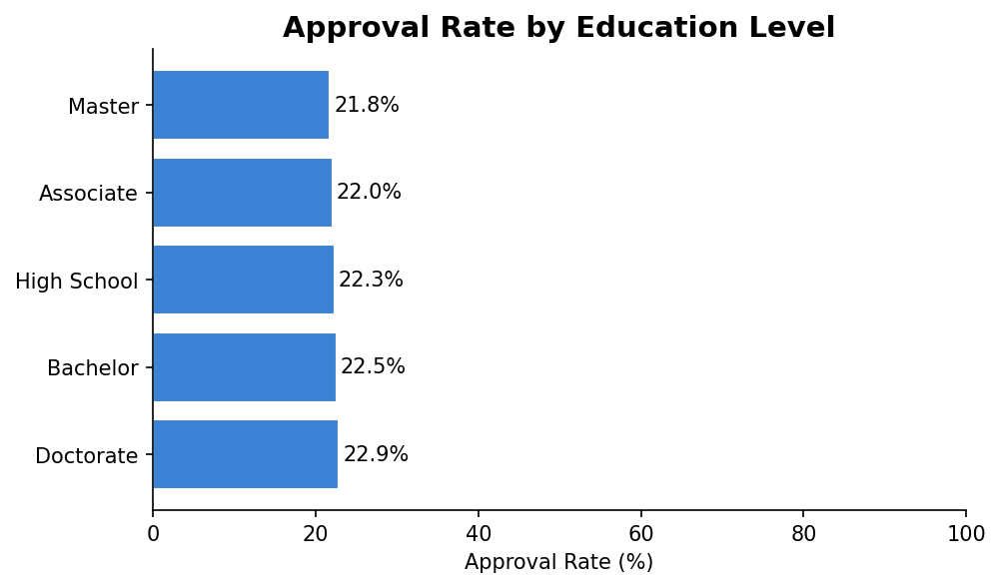 Approval Rate by Education Level
Master 21.8%
Associate 22.0%
High School 22.3%
Bachelor 22.5%
Doctorate 22.9%
0 20 40 60 80 100
Approval Rate (%)